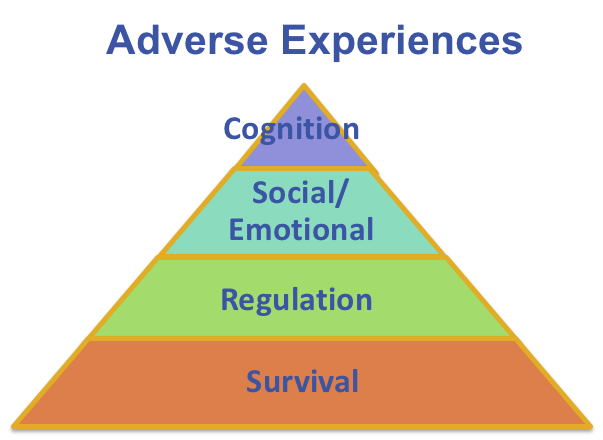 Adverse Experiences
Cognition
Social/
Emotional
Regulation
Survival